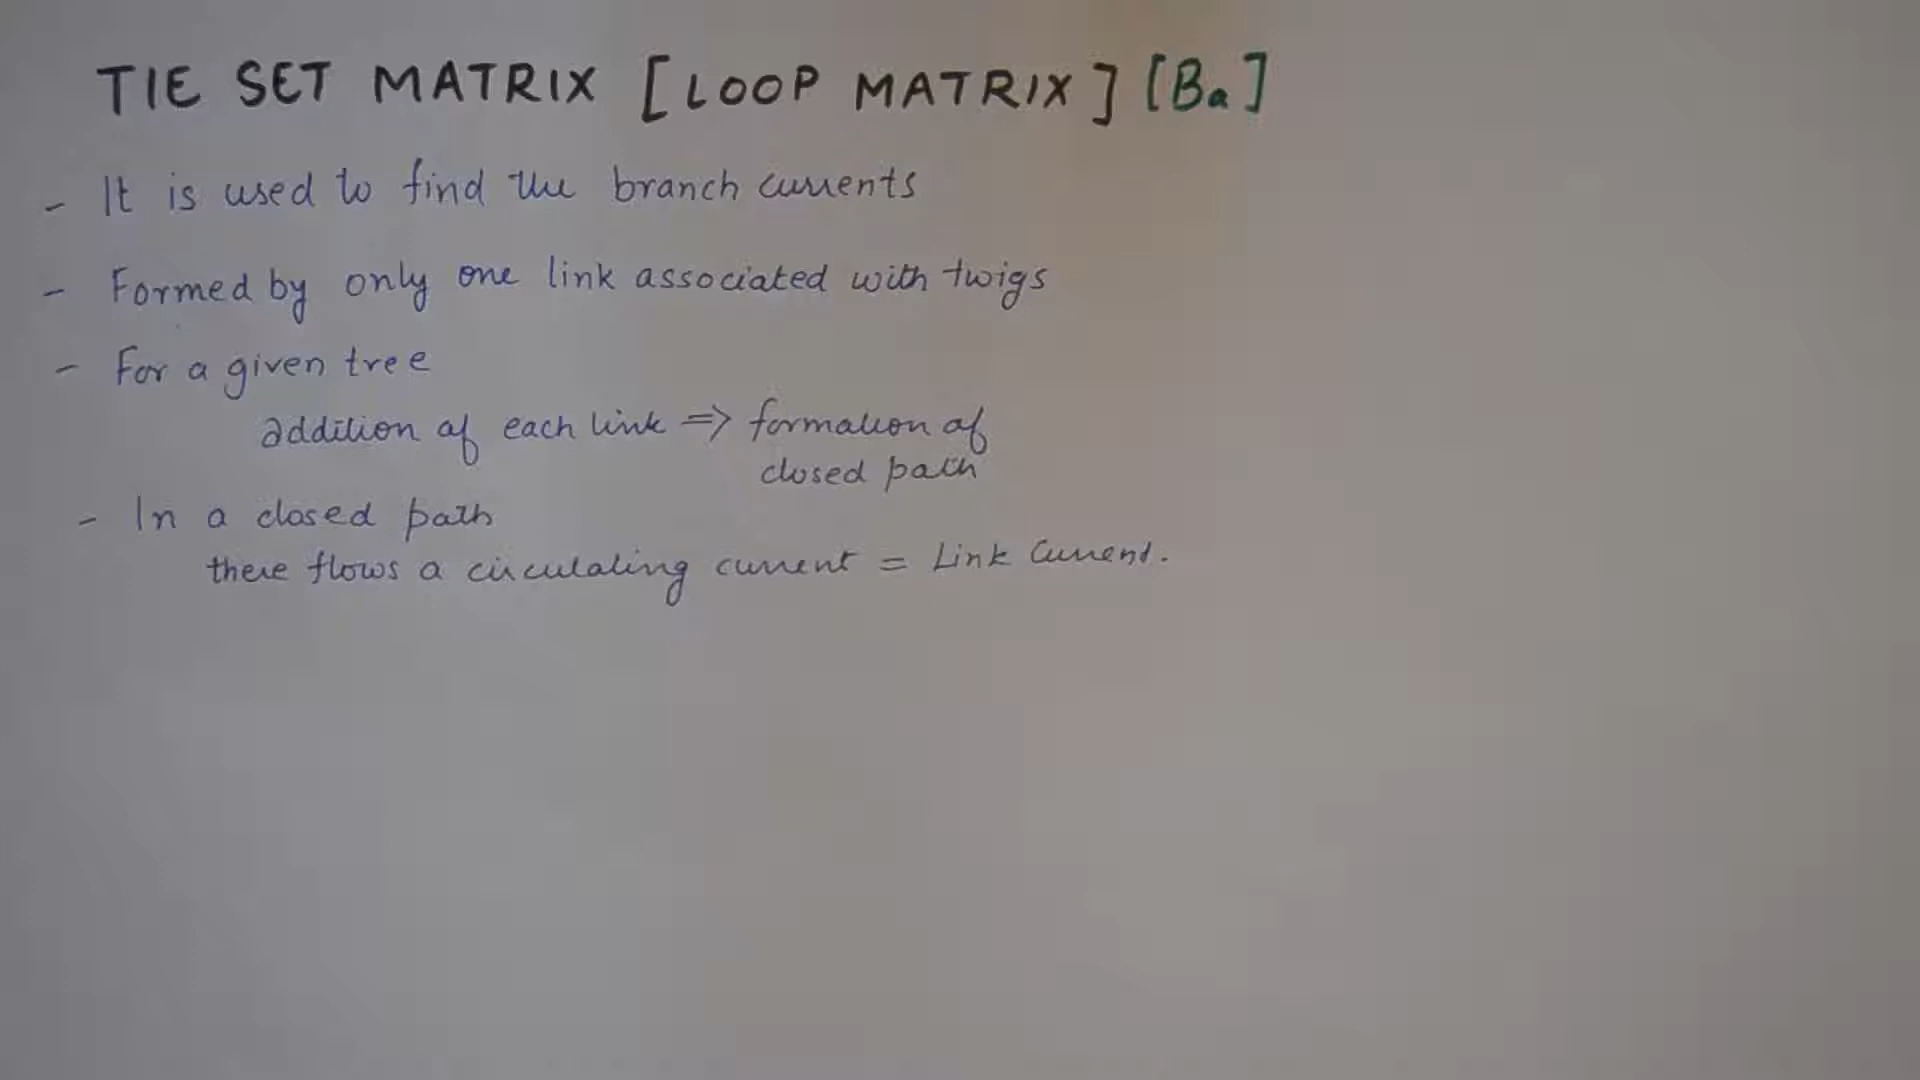 TIE SET MATRIX [LOOP MATRIX] [Ba]
- It is used to find the branch currents
- Formed by only one link associated with twigs
- For a given tree
addition of each link => formation of
closed path
- In a closed path
there flows a circulating current = Link Current.